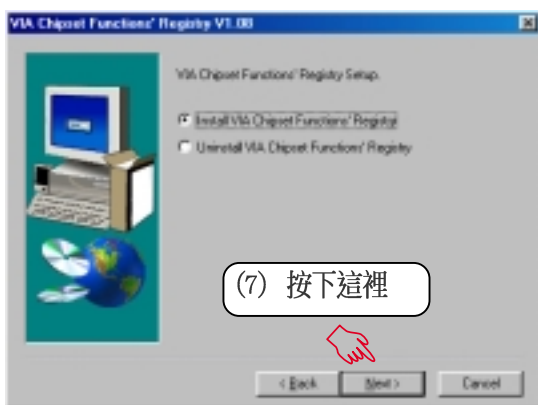 VIA Chipset Functions' Registry V1.08
VIA Chipset Functions' Registry Setup.
Install VIA Chipset Functions' Registry
Uninstall VIA Chipset Functions' Registry
(7) 按下這裡
< Back
Next >
Cancel